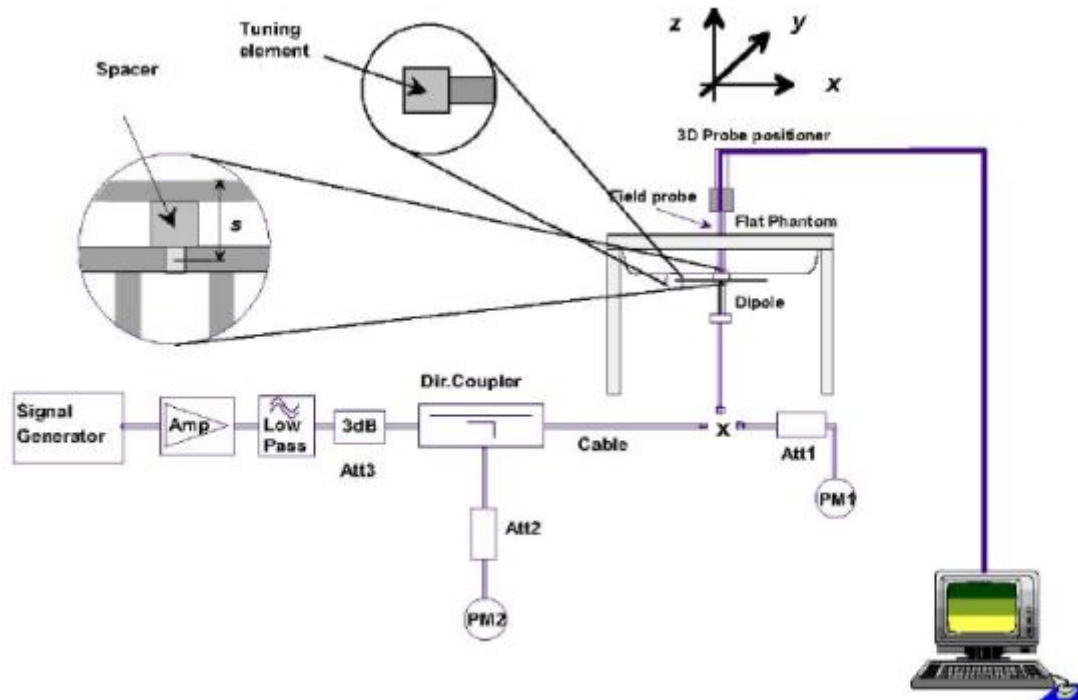 Tuning
element
Spacer
s
z
y
x
3D Probe positioner
Field probe
Flat Phantom
Dipole
Dir.Coupler
Signal
Generator
Amp
Low
Pass
3dB
Att3
Cable
x
Att1
PM1
Att2
PM2